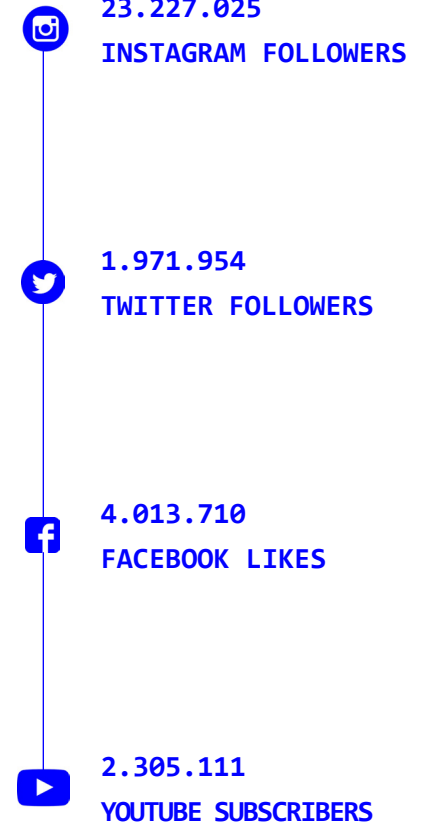 23.227.025
INSTAGRAM FOLLOWERS
1.971.954
TWITTER FOLLOWERS
4.013.710
FACEBOOK LIKES
2.305.111
YOUTUBE SUBSCRIBERS